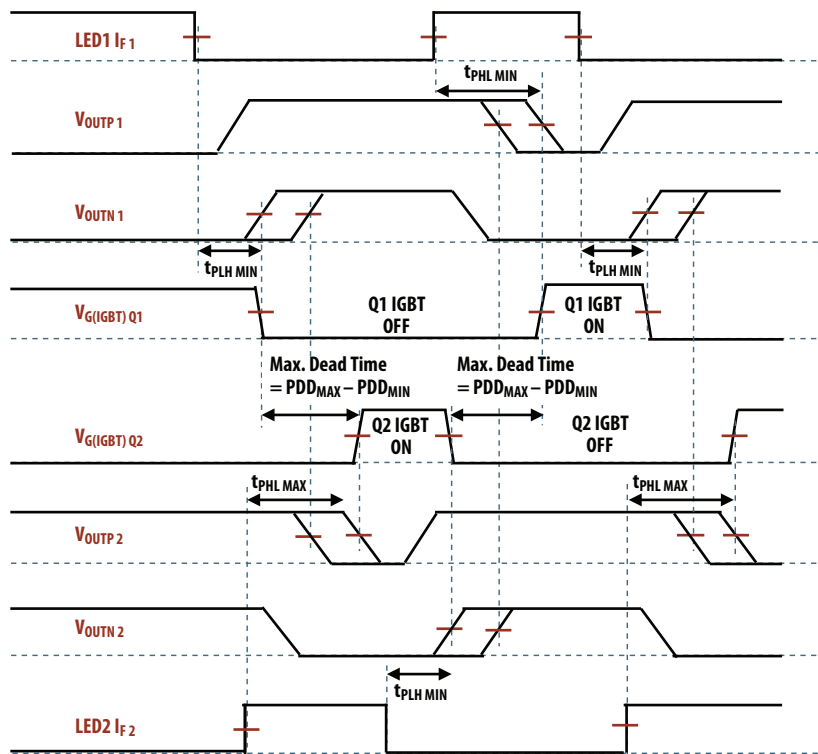 LED1 IF 1
tPHL MIN
VOUTP 1
VOUTN 1
tPLH MIN
tPLH MIN
VG(IGBT) Q1
Q1 IGBT
OFF
Q1 IGBT
ON
Max. Dead Time
= PDDMAX – PDDMIN
Max. Dead Time
= PDDMAX – PDDMIN
VG(IGBT) Q2
Q2 IGBT
ON
Q2 IGBT
OFF
tPHL MAX
tPHL MAX
VOUTP 2
VOUTN 2
tPLH MIN
LED2 IF 2